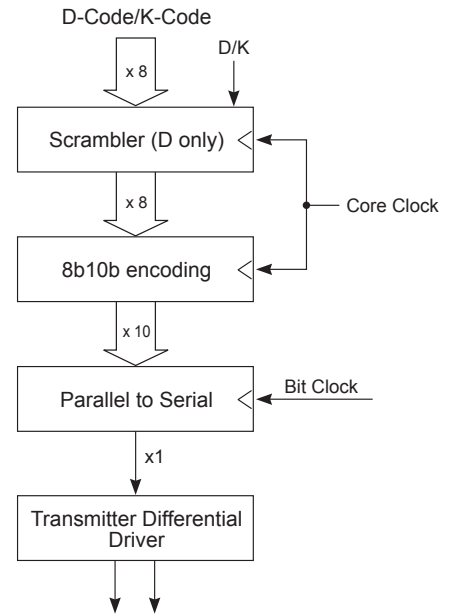 D-Code/K-Code
D/K
x 8
Scrambler (D only)
x 8
Core Clock
8b10b encoding
x 10
Parallel to Serial
Bit Clock
x1
Transmitter Differential
Driver